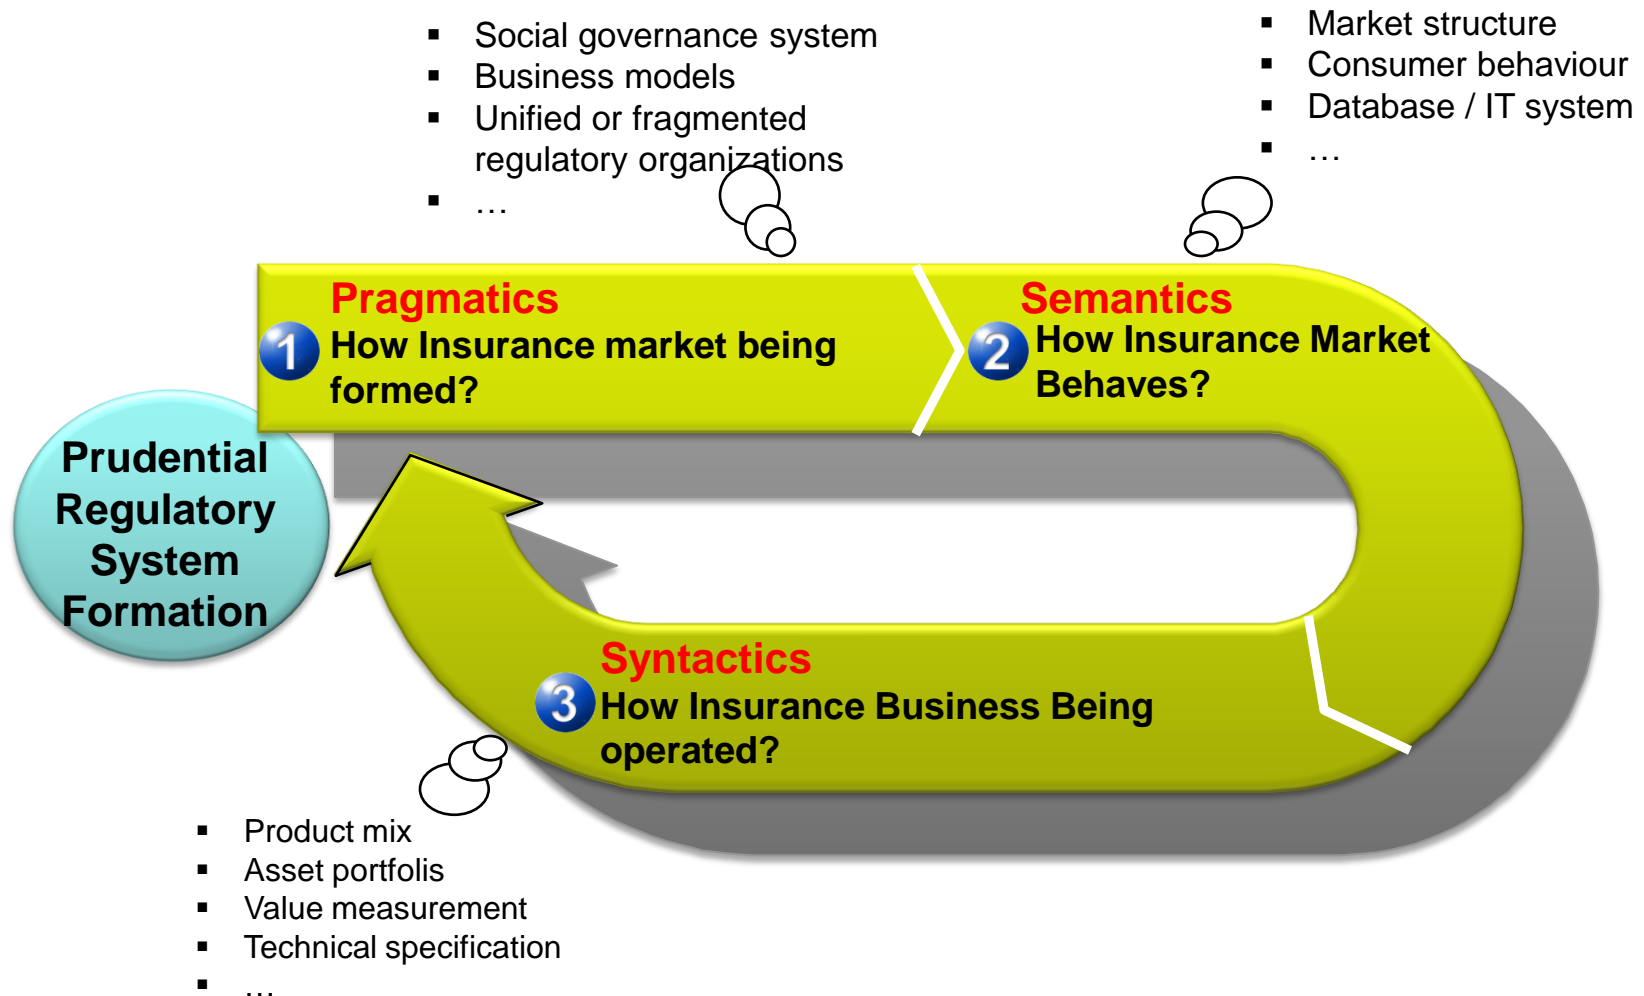 ▪ Social governance system
▪ Business models
▪ Unified or fragmented
regulatory organizations
▪ …
▪ Market structure
▪ Consumer behaviour
▪ Database / IT system
▪ …
Pragmatics
1 How Insurance market being
formed?
Semantics
2 How Insurance Market
Behaves?
Prudential
Regulatory
System
Formation
Syntactics
3 How Insurance Business Being
operated?
▪ Product mix
▪ Asset portfolis
▪ Value measurement
▪ Technical specification
▪ …